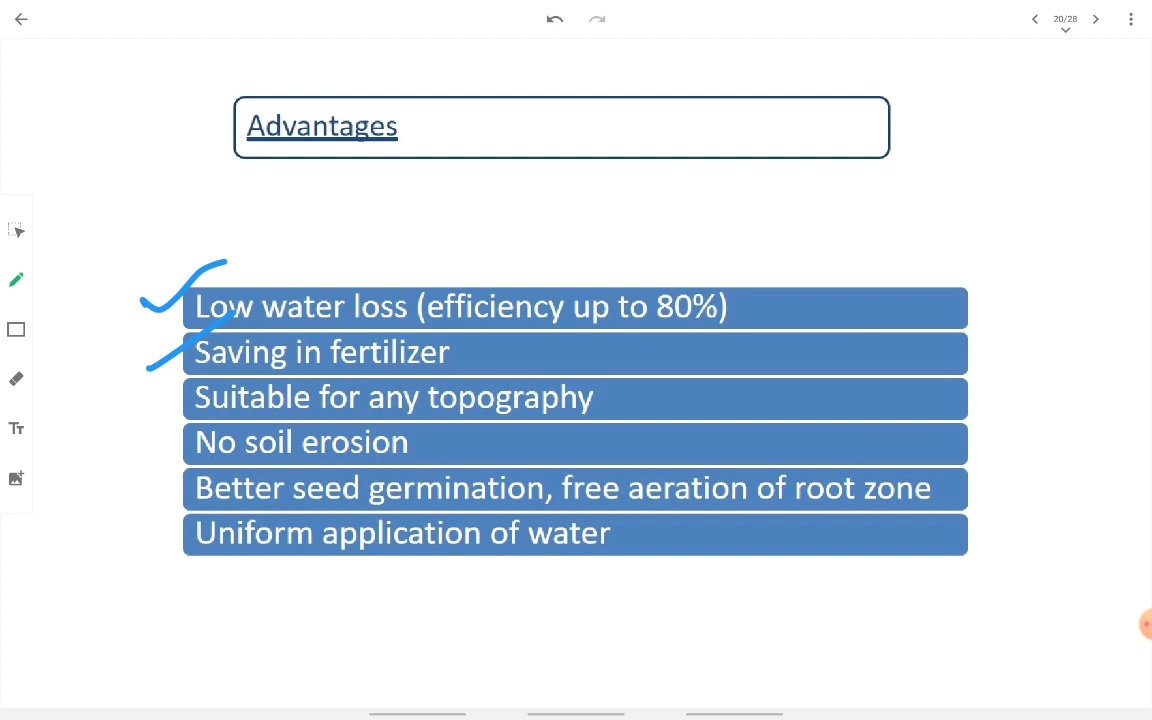 20/28
Advantages
Low water loss (efficiency up to 80%)
Saving in fertilizer
Suitable for any topography
No soil erosion
Better seed germination, free aeration of root zone
Uniform application of water
Tт